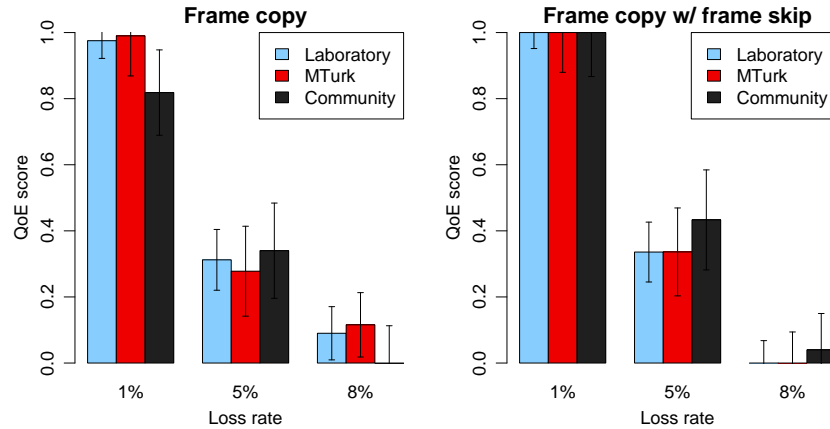 Frame copy
QoE score
0.0 0.2 0.4 0.6 0.8 1.0
Laboratory
MTurk
Community
1% 5% 8%
Loss rate
Frame copy w/ frame skip
QoE score
0.0 0.2 0.4 0.6 0.8 1.0
Laboratory
MTurk
Community
1% 5% 8%
Loss rate